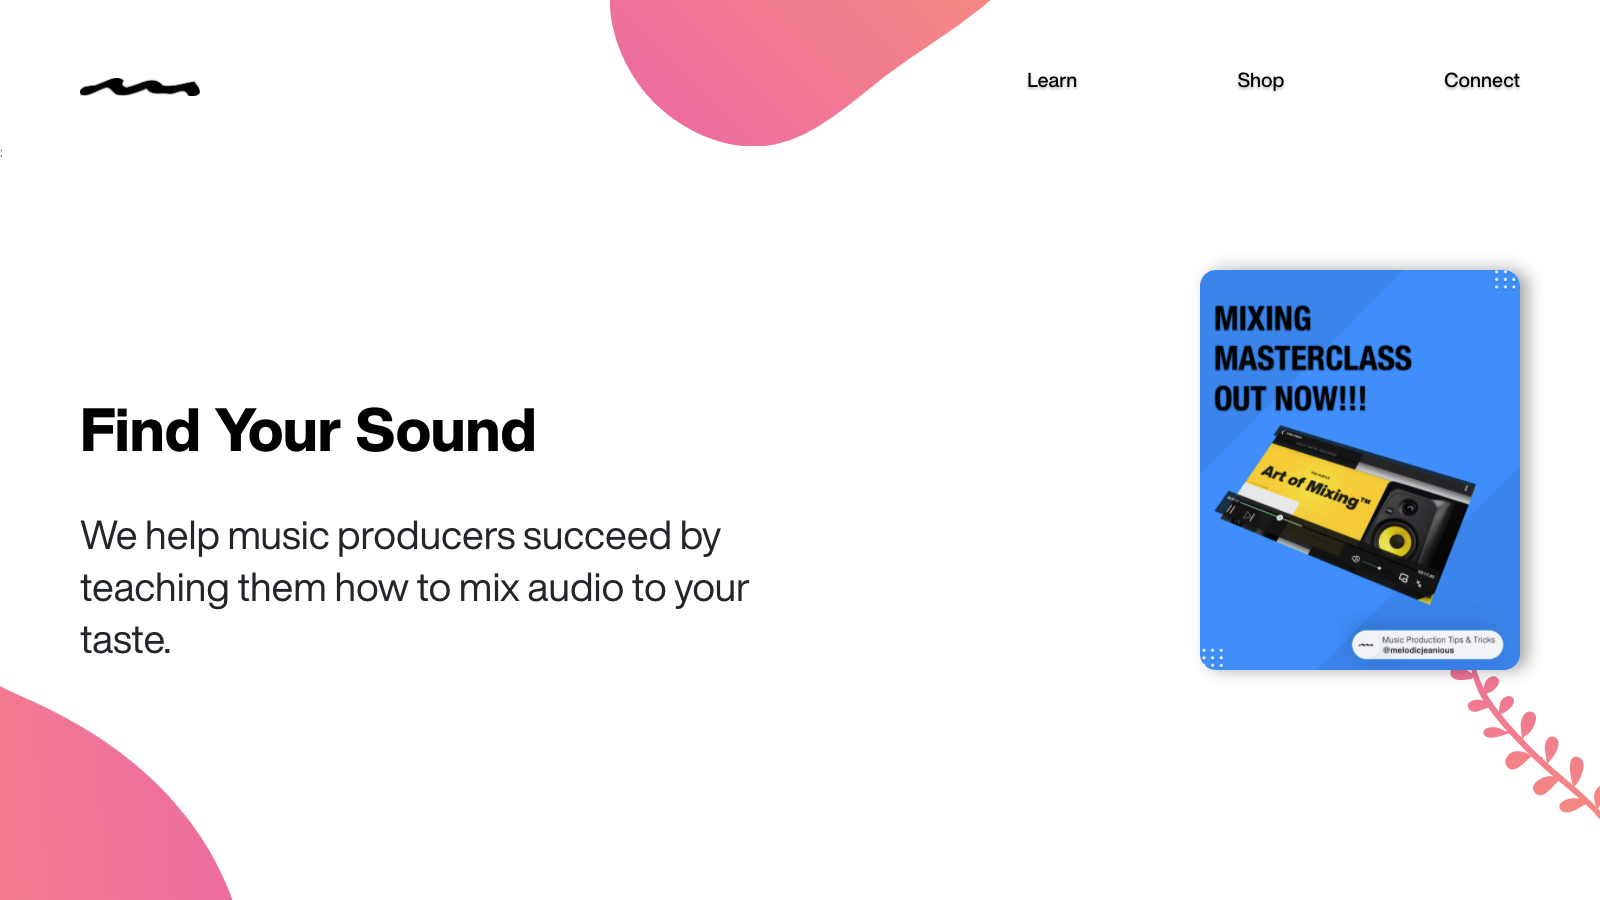 Learn
Shop
Connect
:
Find Your Sound
We help music producers succeed by
teaching them how to mix audio to your
taste.
MIXING
MASTERCLASS
OUT NOW!!!
Art of Mixing™
Music Production Tips & Tricks
@melodicjeanious